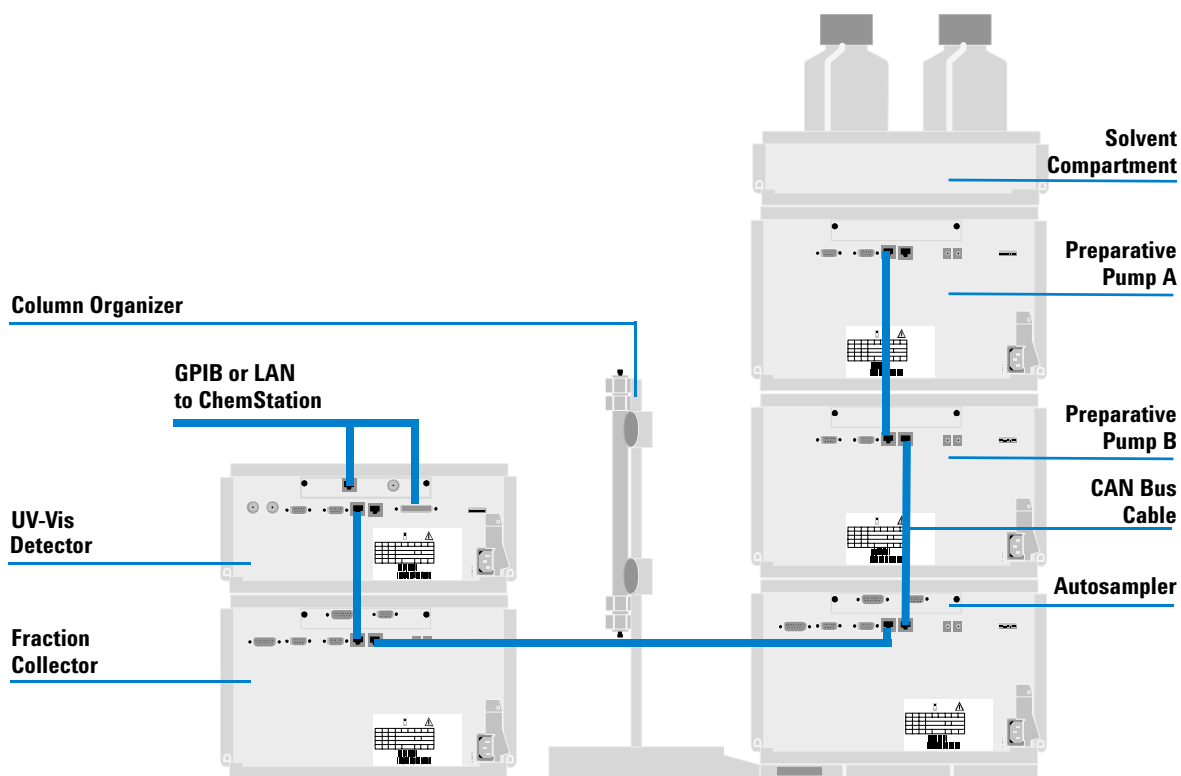 Solvent
Compartment
Preparative
Pump A
Column Organizer
GPIB or LAN
to ChemStation
Preparative
Pump B
CAN Bus
Cable
UV-Vis
Detector
Autosampler
Fraction
Collector